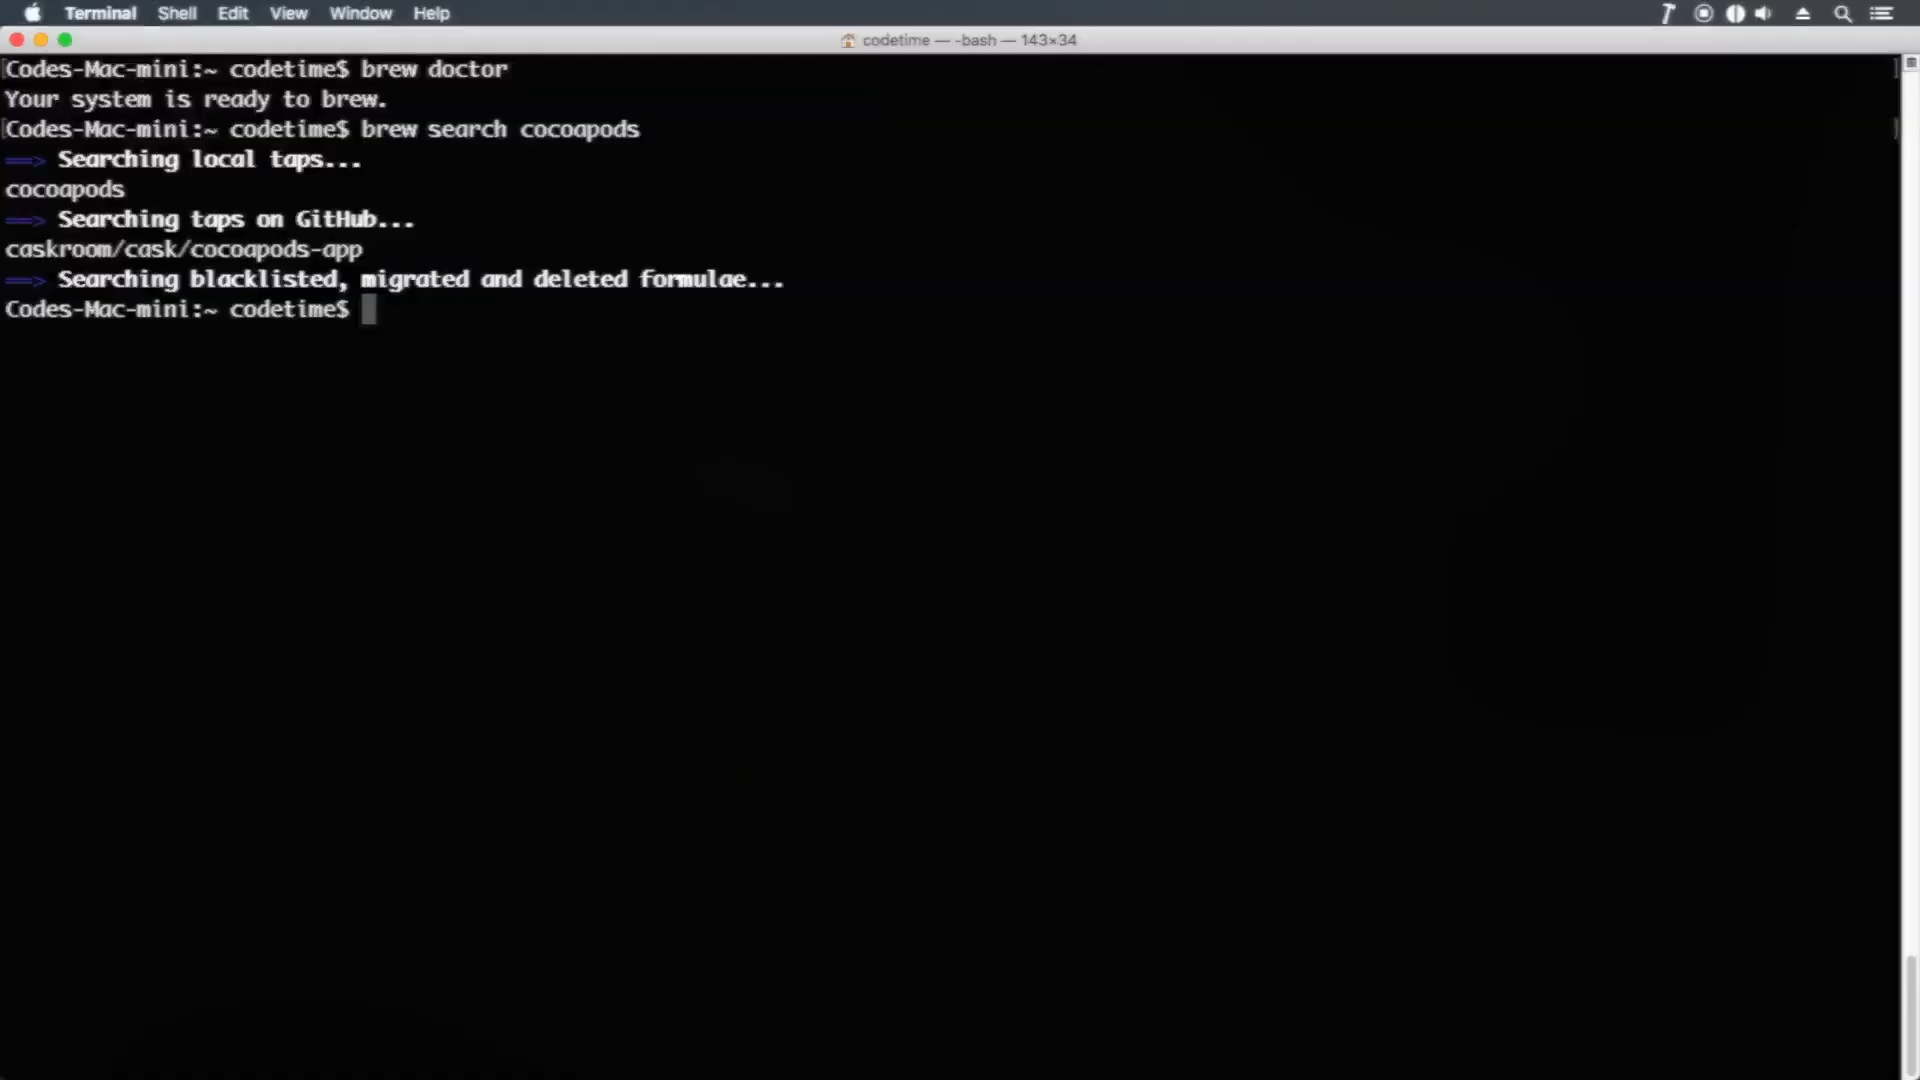 Terminal Shell Edit View Window Help
codetime — -bash — 143×34
Codes-Mac-mini:~ codetime$ brew doctor
Your system is ready to brew.
Codes-Mac-mini:~ codetime$ brew search cocoapods
==> Searching local taps...
cocoapods
==> Searching taps on GitHub...
caskroom/cask/cocoapods-app
==> Searching blacklisted, migrated and deleted formulae...
Codes-Mac-mini:~ codetime$